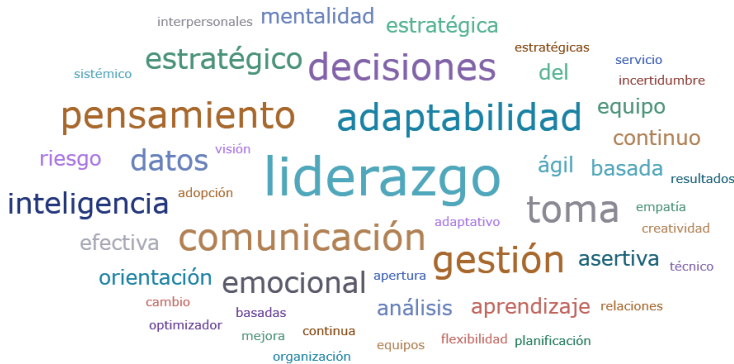 interpersonales
mentalidad
estratégica
estratégico
decisiones
estratégicas
servicio
sistémico
del
incertidumbre
pensamiento
adaptabilidad
equipo
continuo
riesgo
datos
visión
liderazgo
ágil
basada
resultados
inteligencia
adopción
toma
empatía
creatividad
efectiva
comunicación
adaptativo
gestión
asertiva
técnico
orientación
emocional
apertura
análisis
aprendizaje
relaciones
cambio
optimizador
basadas
mejora
continua
equipos
flexibilidad
planificación
organización